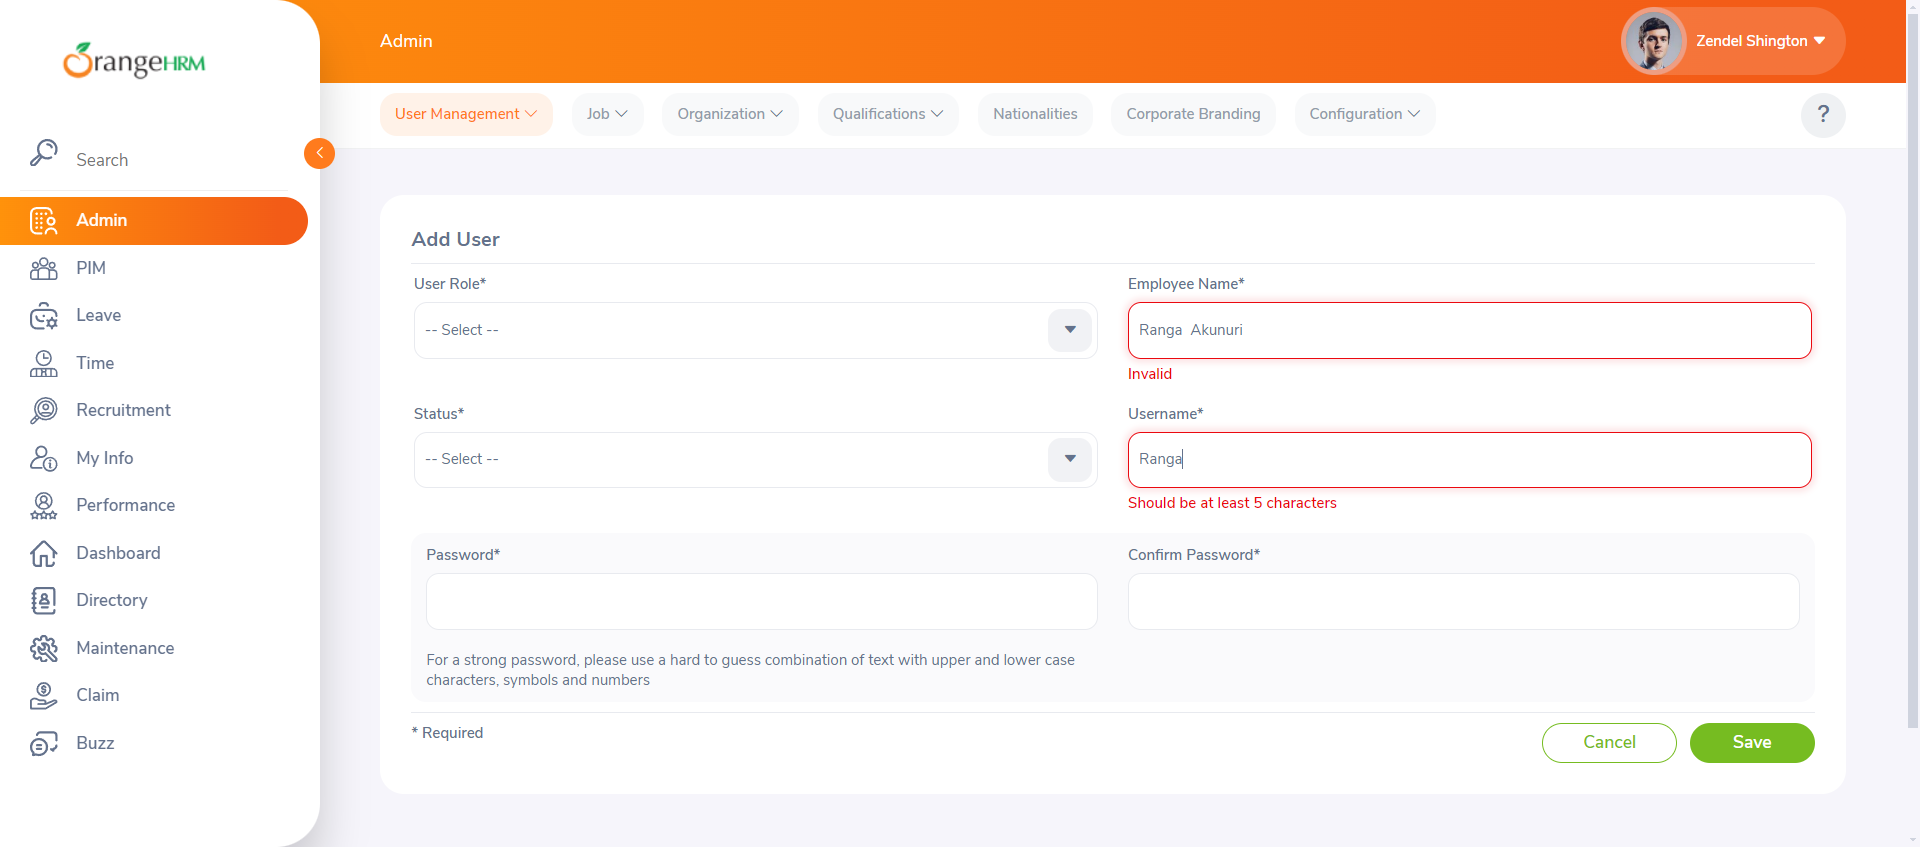 OrangeHRM
Admin
Zendel Shington
User Management
Job
Organization
Qualifications
Nationalities
Corporate Branding
Configuration
?
Search
Admin
PIM
Leave
Time
Recruitment
My Info
Performance
Dashboard
Directory
Maintenance
Claim
Buzz
Add User
User Role*
-- Select --
Employee Name*
Ranga  Akunuri
Invalid
Status*
-- Select --
Username*
Ranga
Should be at least 5 characters
Password*
Confirm Password*
For a strong password, please use a hard to guess combination of text with upper and lower case
characters, symbols and numbers
* Required
Cancel
Save